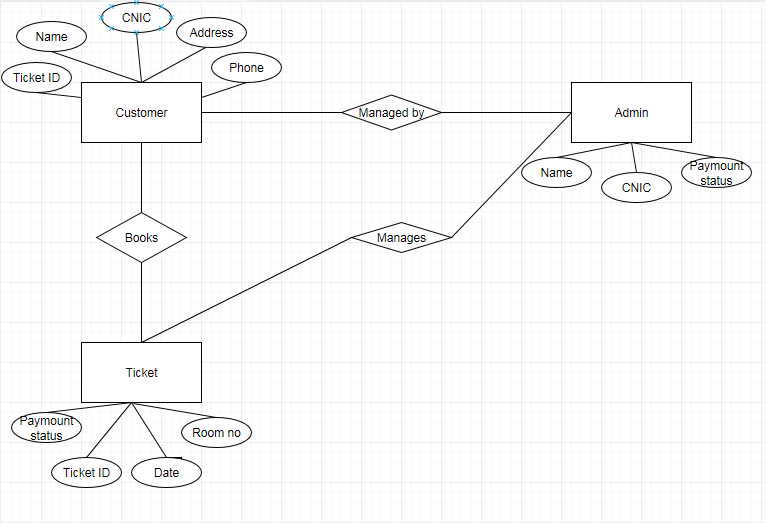 CNIC
Name
Address
Ticket ID
Phone
Customer
Managed by
Admin
Name
CNIC
Paymount
status
Books
Manages
Ticket
Paymount
status
Room no
Ticket ID
Date